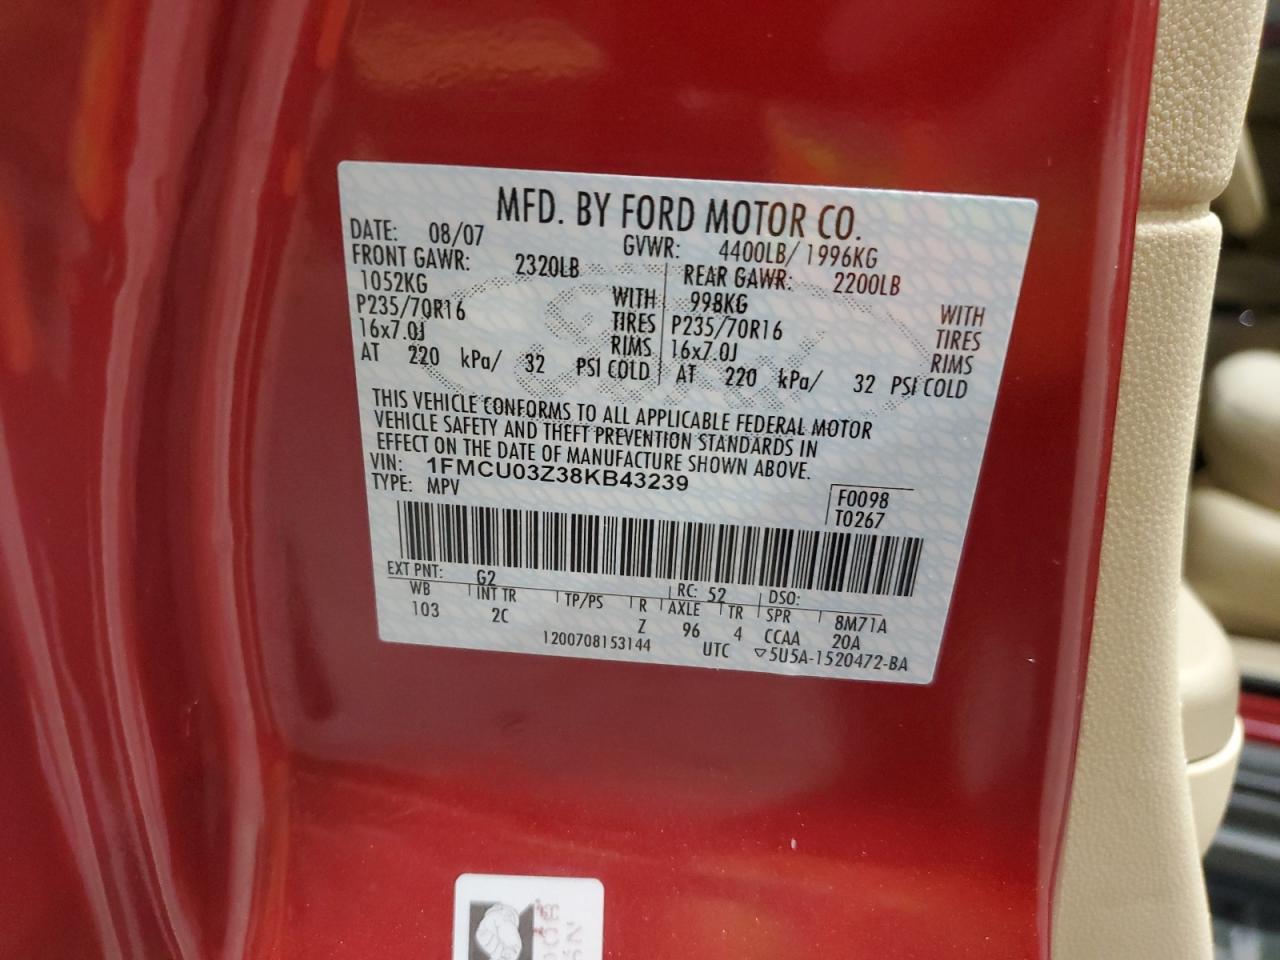 MFD. BY FORD MOTOR CO.
DATE: 08/07 GVWR: 4400LB/ 1996KG
FRONT GAWR: 2320LB REAR GAWR: 2200LB
1052KG WITH 998KG WITH
P235/70R16 TIRES P235/70R16 TIRES
16x7.0J RIMS 16x7.0J RIMS
AT 220 kPa/ 32 PSI COLD AT 220 kPa/ 32 PSI COLD
THIS VEHICLE CONFORMS TO ALL APPLICABLE FEDERAL MOTOR
VEHICLE SAFETY AND THEFT PREVENTION STANDARDS IN
EFFECT ON THE DATE OF MANUFACTURE SHOWN ABOVE.
VIN: 1FMCU03Z38KB43239
TYPE: MPV F0098
T0267
EXT PNT: G2 RC: 52 DSO:
WB INT TR TP/PS R AXLE TR SPR 8M71A
103 2C Z 96 4 CCAA 20A
1200708153144 UTC ▽5U5A-1520472-BA